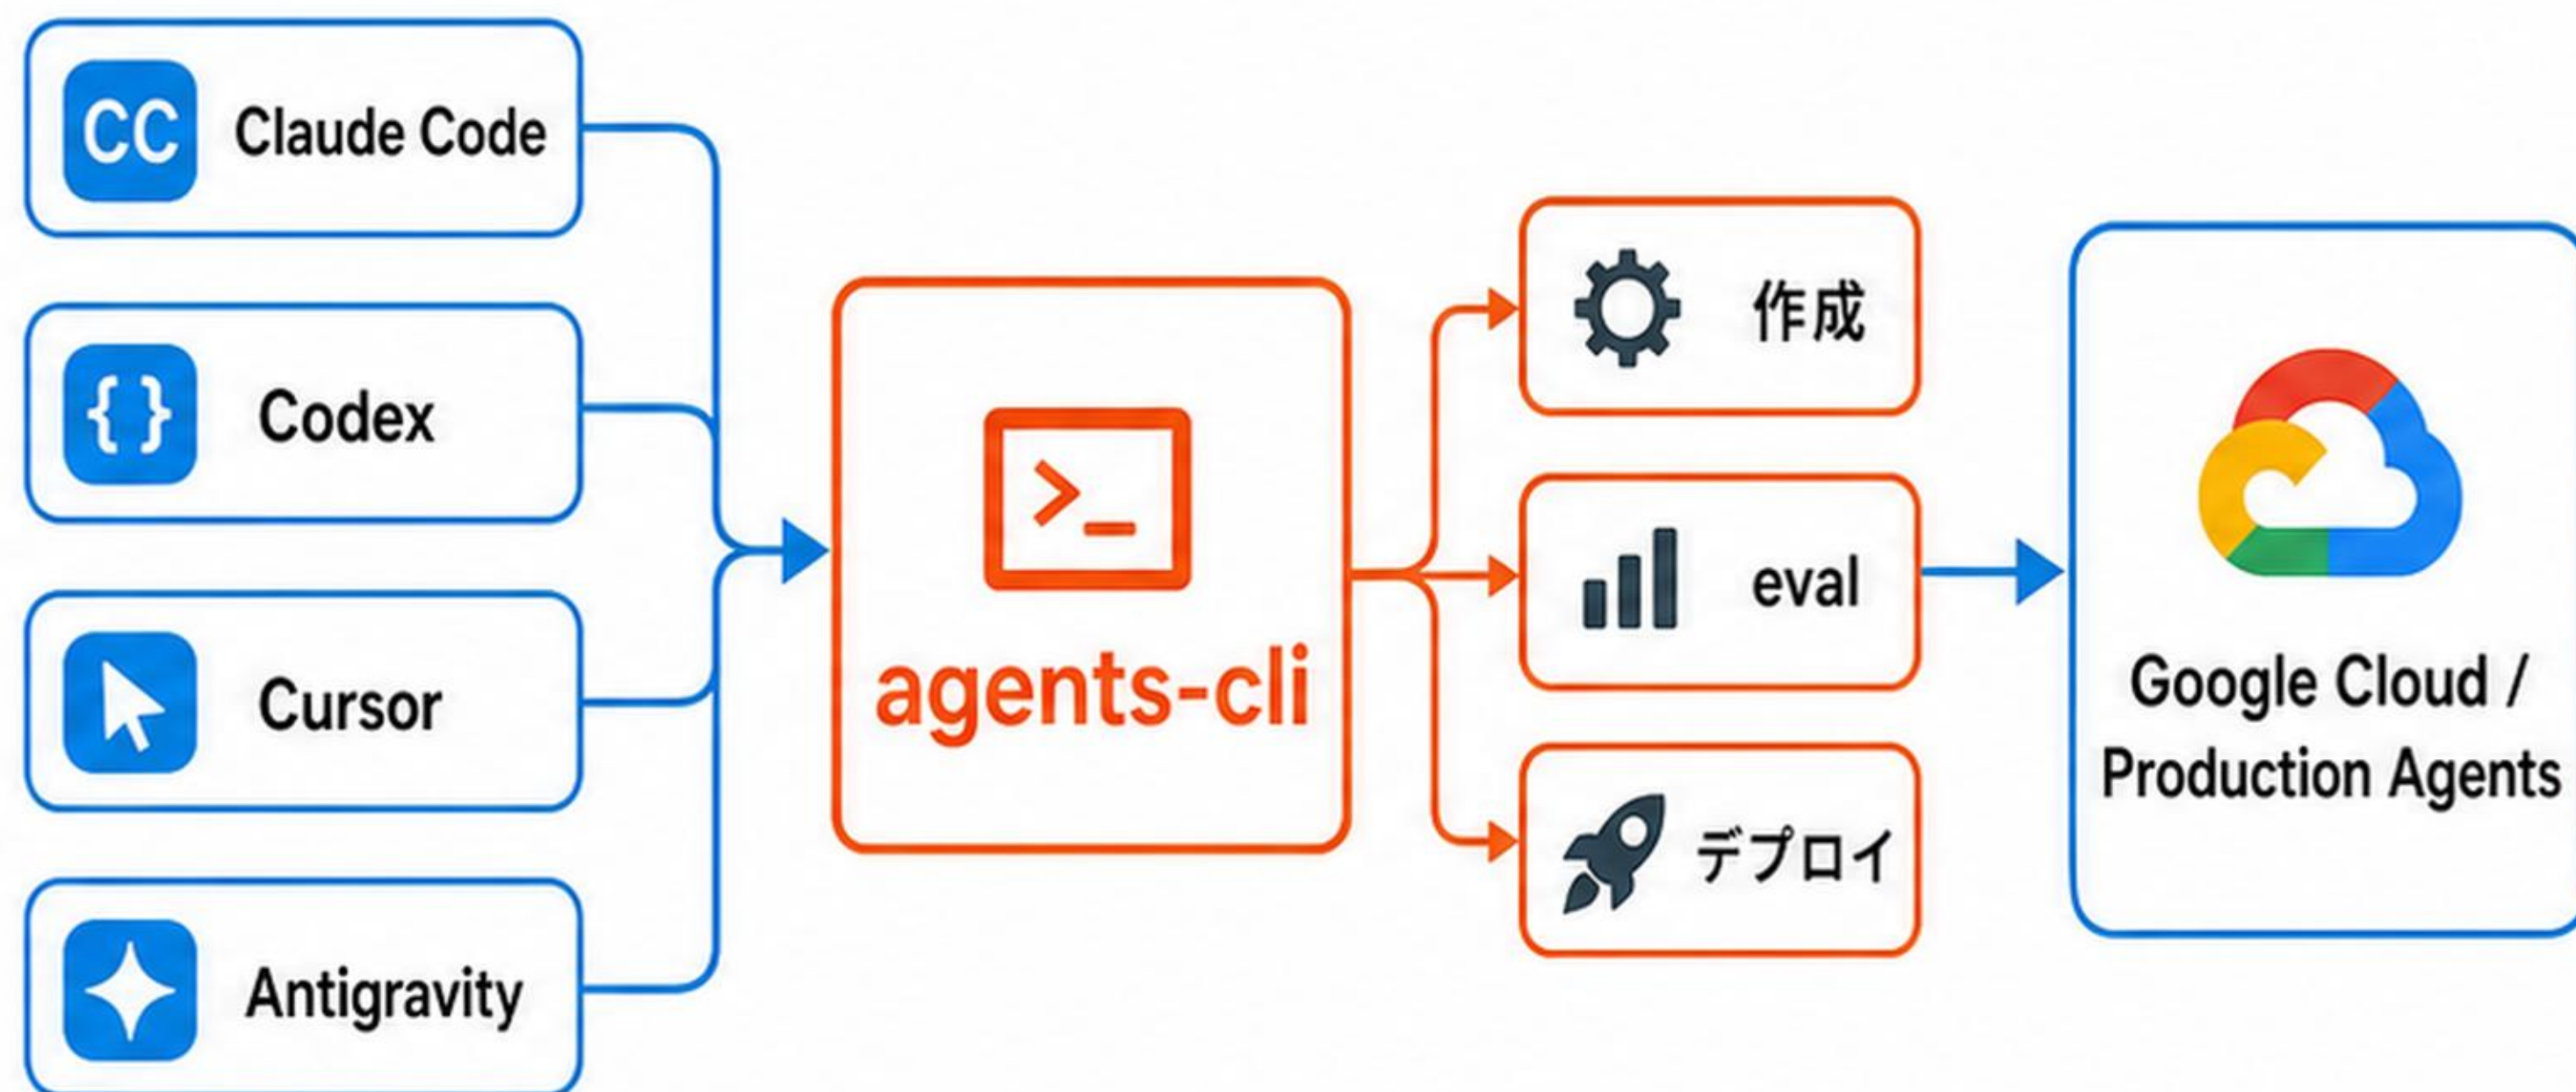 CC Claude Code
{} Codex
Cursor
Antigravity
>_
agents-cli
作成
eval
デプロイ
Google Cloud /
Production Agents